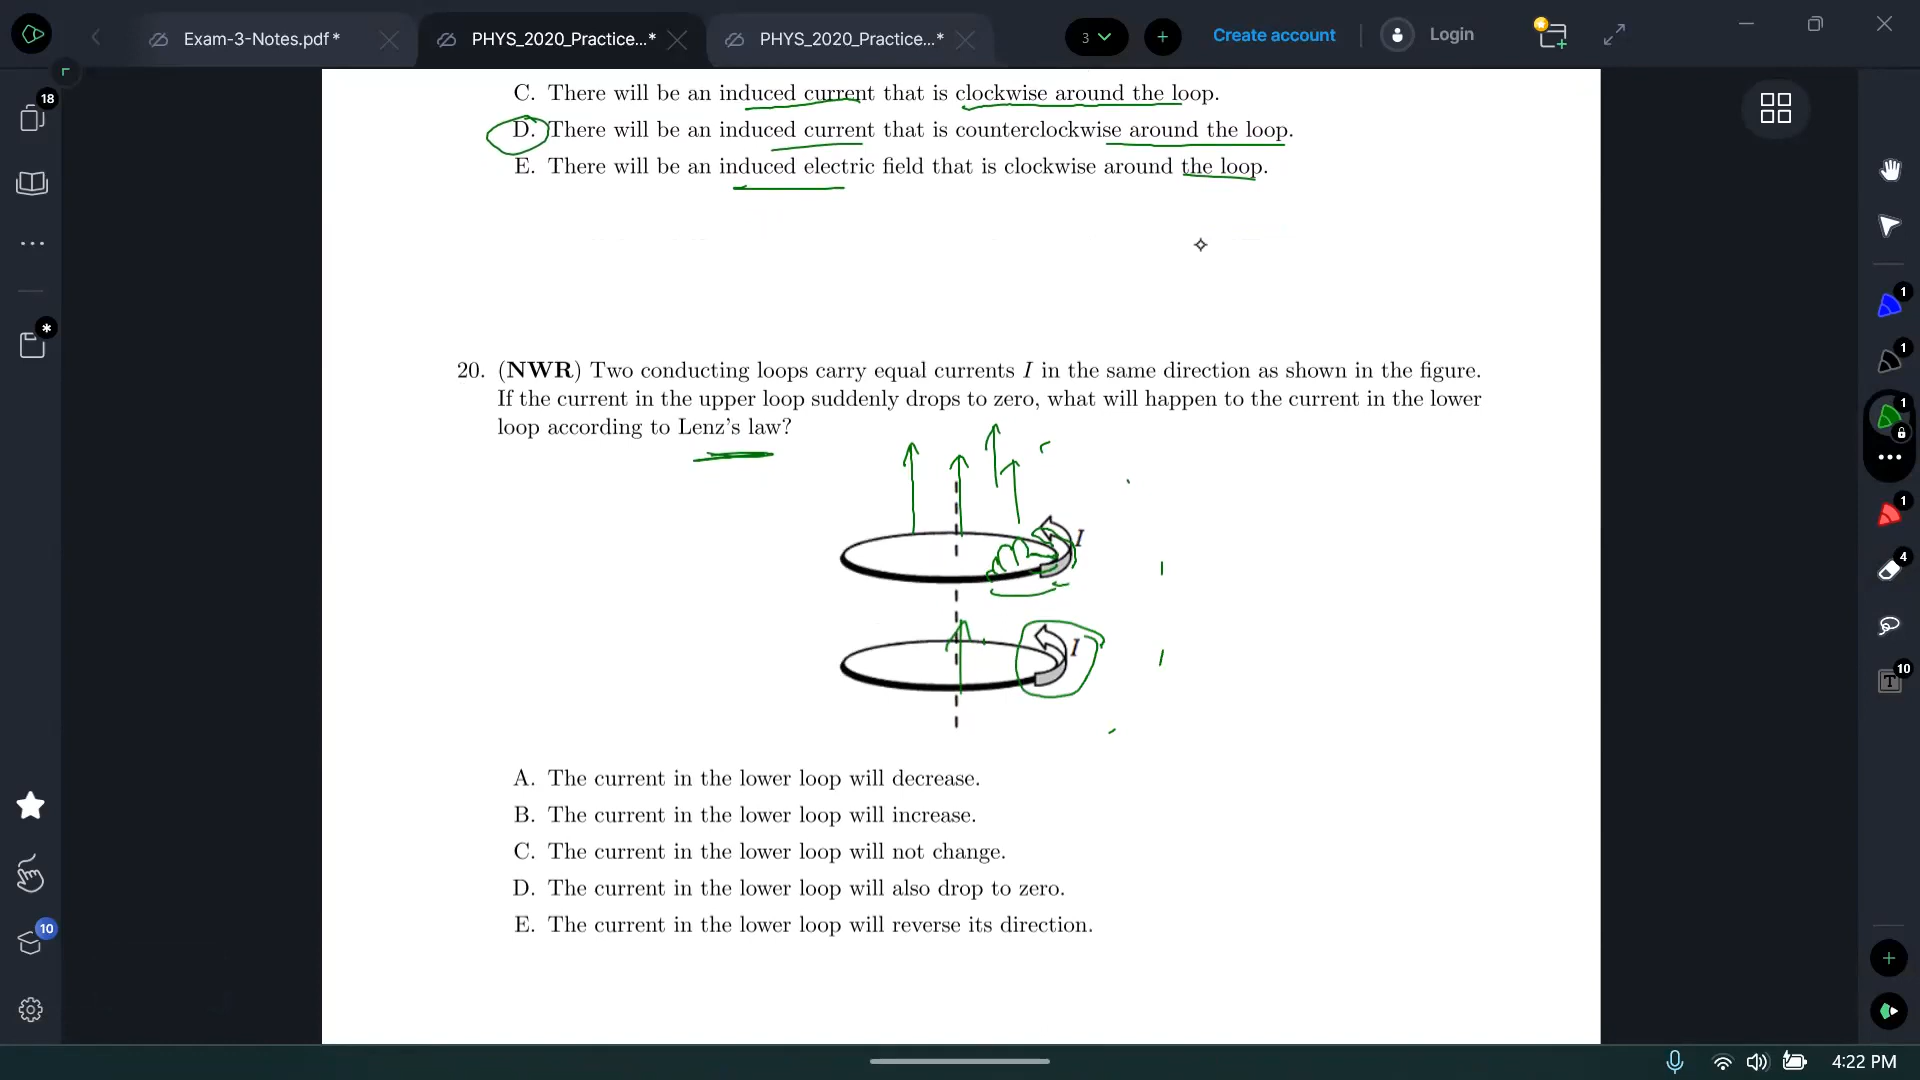 Exam-3-Notes.pdf *
PHYS_2020_Practice...*
PHYS_2020_Practice...*
3
Create account
Login
18
C. There will be an induced current that is clockwise around the loop.
D. There will be an induced current that is counterclockwise around the loop.
E. There will be an induced electric field that is clockwise around the loop.
20. (NWR) Two conducting loops carry equal currents I in the same direction as shown in the figure.
If the current in the upper loop suddenly drops to zero, what will happen to the current in the lower
loop according to Lenz's law?
I
I
A. The current in the lower loop will decrease.
B. The current in the lower loop will increase.
C. The current in the lower loop will not change.
D. The current in the lower loop will also drop to zero.
E. The current in the lower loop will reverse its direction.
10
1
1
1
1
4
T
10
4:22 PM